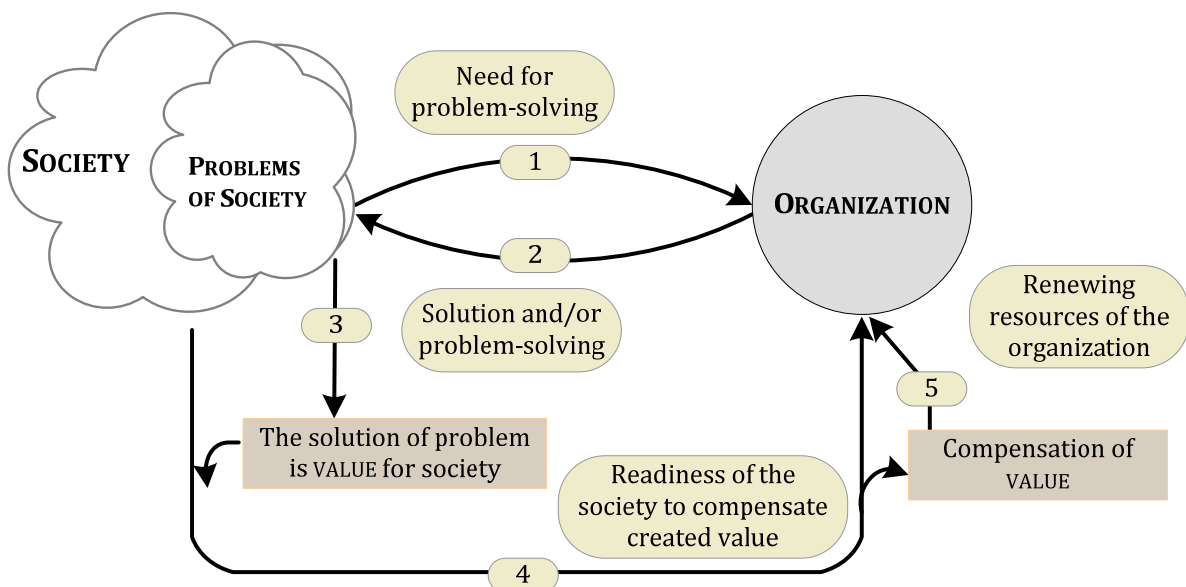 Need for
problem-solving
1
SOCIETY
PROBLEMS
OF SOCIETY
ORGANIZATION
2
Solution and/or
problem-solving
3
Renewing
resources of the
organization
5
The solution of problem
is VALUE for society
Readiness of the
society to compensate
created value
Compensation of
VALUE
4